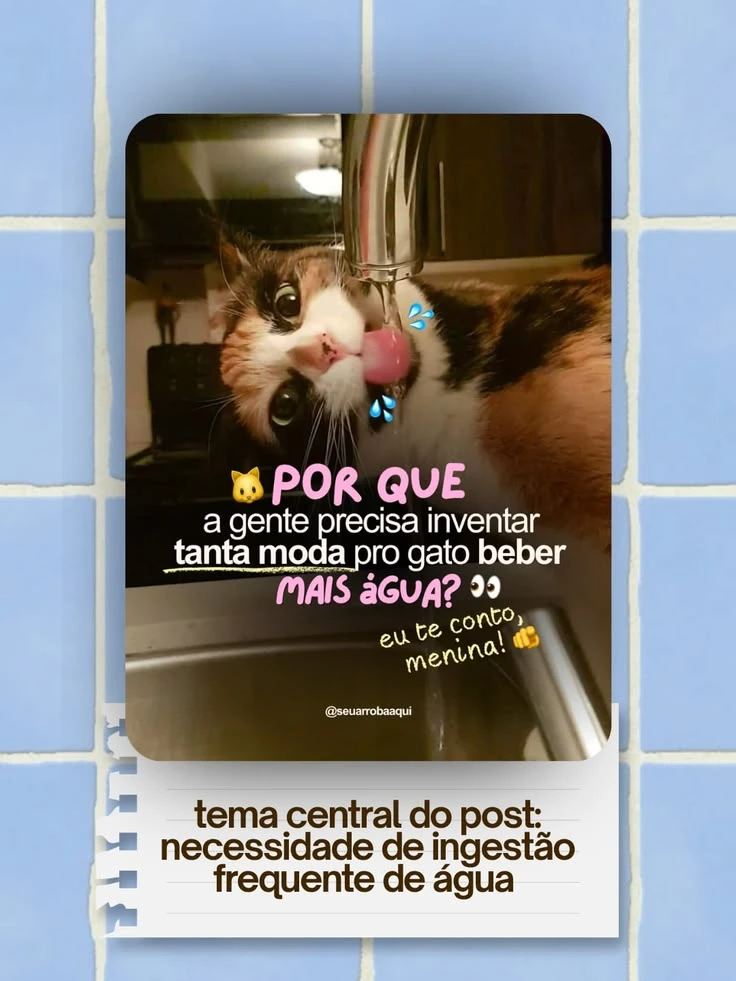 🐱 POR QUE
a gente precisa inventar
tanta moda pro gato beber
MAIS áGUA? 👀
eu te conto,
menina! 🫵
@seuarrobaaqui
tema central do post:
necessidade de ingestão
frequente de água